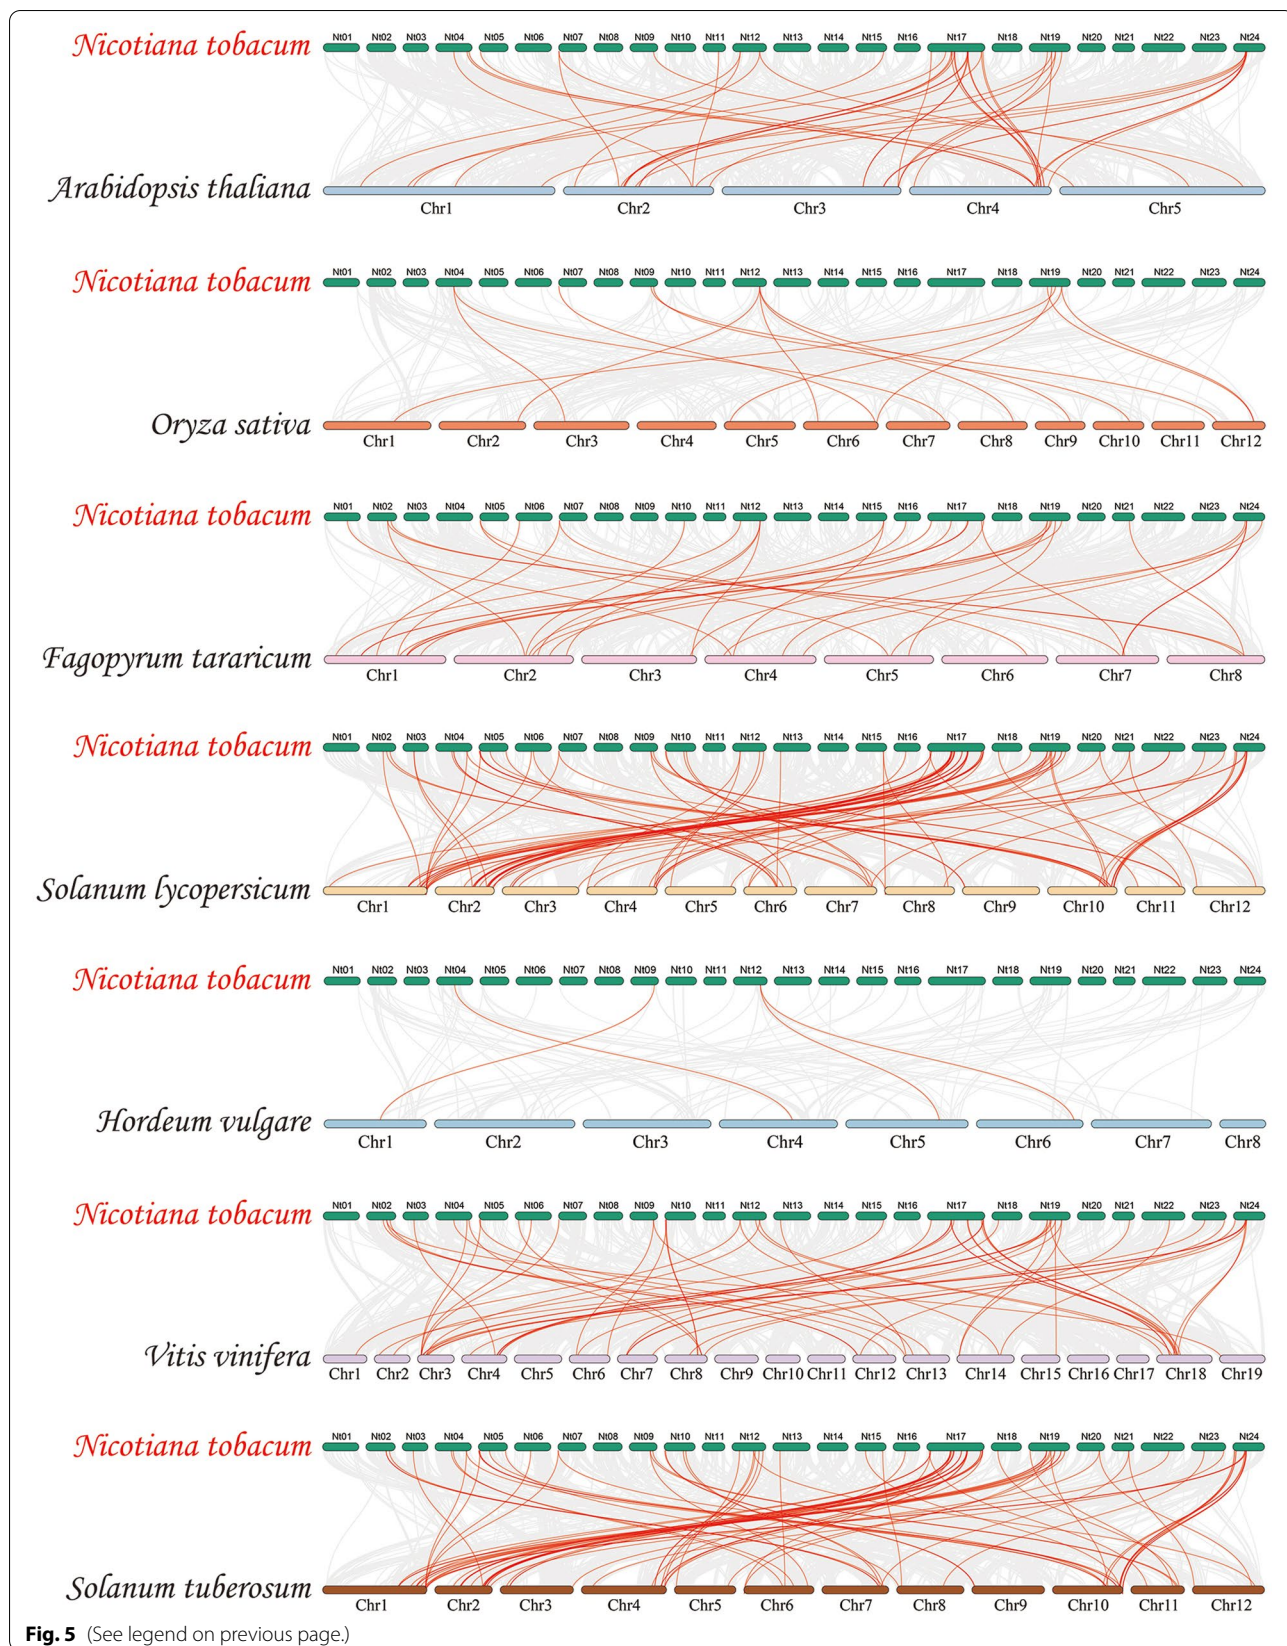 Nt01 Nt02 Nt03 Nt04 Nt05 Nt06 Nt07 Nt08 Nt09 Nt10 Nt11 Nt12 Nt13 Nt14 Nt15 Nt16 Nt17 Nt18 Nt19 Nt20 Nt21 Nt22 Nt23 Nt24
Nicotiana tobacum
Arabidopsis thaliana
Chr1 Chr2 Chr3 Chr4 Chr5
Nt01 Nt02 Nt03 Nt04 Nt05 Nt06 Nt07 Nt08 Nt09 Nt10 Nt11 Nt12 Nt13 Nt14 Nt15 Nt16 Nt17 Nt18 Nt19 Nt20 Nt21 Nt22 Nt23 Nt24
Nicotiana tobacum
Oryza sativa
Chr1 Chr2 Chr3 Chr4 Chr5 Chr6 Chr7 Chr8 Chr9 Chr10 Chr11 Chr12
Nt01 Nt02 Nt03 Nt04 Nt05 Nt06 Nt07 Nt08 Nt09 Nt10 Nt11 Nt12 Nt13 Nt14 Nt15 Nt16 Nt17 Nt18 Nt19 Nt20 Nt21 Nt22 Nt23 Nt24
Nicotiana tobacum
Fagopyrum tararicum
Chr1 Chr2 Chr3 Chr4 Chr5 Chr6 Chr7 Chr8
Nt01 Nt02 Nt03 Nt04 Nt05 Nt06 Nt07 Nt08 Nt09 Nt10 Nt11 Nt12 Nt13 Nt14 Nt15 Nt16 Nt17 Nt18 Nt19 Nt20 Nt21 Nt22 Nt23 Nt24
Nicotiana tobacum
Solanum lycopersicum
Chr1 Chr2 Chr3 Chr4 Chr5 Chr6 Chr7 Chr8 Chr9 Chr10 Chr11 Chr12
Nt01 Nt02 Nt03 Nt04 Nt05 Nt06 Nt07 Nt08 Nt09 Nt10 Nt11 Nt12 Nt13 Nt14 Nt15 Nt16 Nt17 Nt18 Nt19 Nt20 Nt21 Nt22 Nt23 Nt24
Nicotiana tobacum
Hordeum vulgare
Chr1 Chr2 Chr3 Chr4 Chr5 Chr6 Chr7 Chr8
Nt01 Nt02 Nt03 Nt04 Nt05 Nt06 Nt07 Nt08 Nt09 Nt10 Nt11 Nt12 Nt13 Nt14 Nt15 Nt16 Nt17 Nt18 Nt19 Nt20 Nt21 Nt22 Nt23 Nt24
Nicotiana tobacum
Vitis vinifera
Chr1 Chr2 Chr3 Chr4 Chr5 Chr6 Chr7 Chr8 Chr9 Chr10 Chr11 Chr12 Chr13 Chr14 Chr15 Chr16 Chr17 Chr18 Chr19
Nt01 Nt02 Nt03 Nt04 Nt05 Nt06 Nt07 Nt08 Nt09 Nt10 Nt11 Nt12 Nt13 Nt14 Nt15 Nt16 Nt17 Nt18 Nt19 Nt20 Nt21 Nt22 Nt23 Nt24
Nicotiana tobacum
Solanum tuberosum
Chr1 Chr2 Chr3 Chr4 Chr5 Chr6 Chr7 Chr8 Chr9 Chr10 Chr11 Chr12
Fig. 5 (See legend on previous page.)